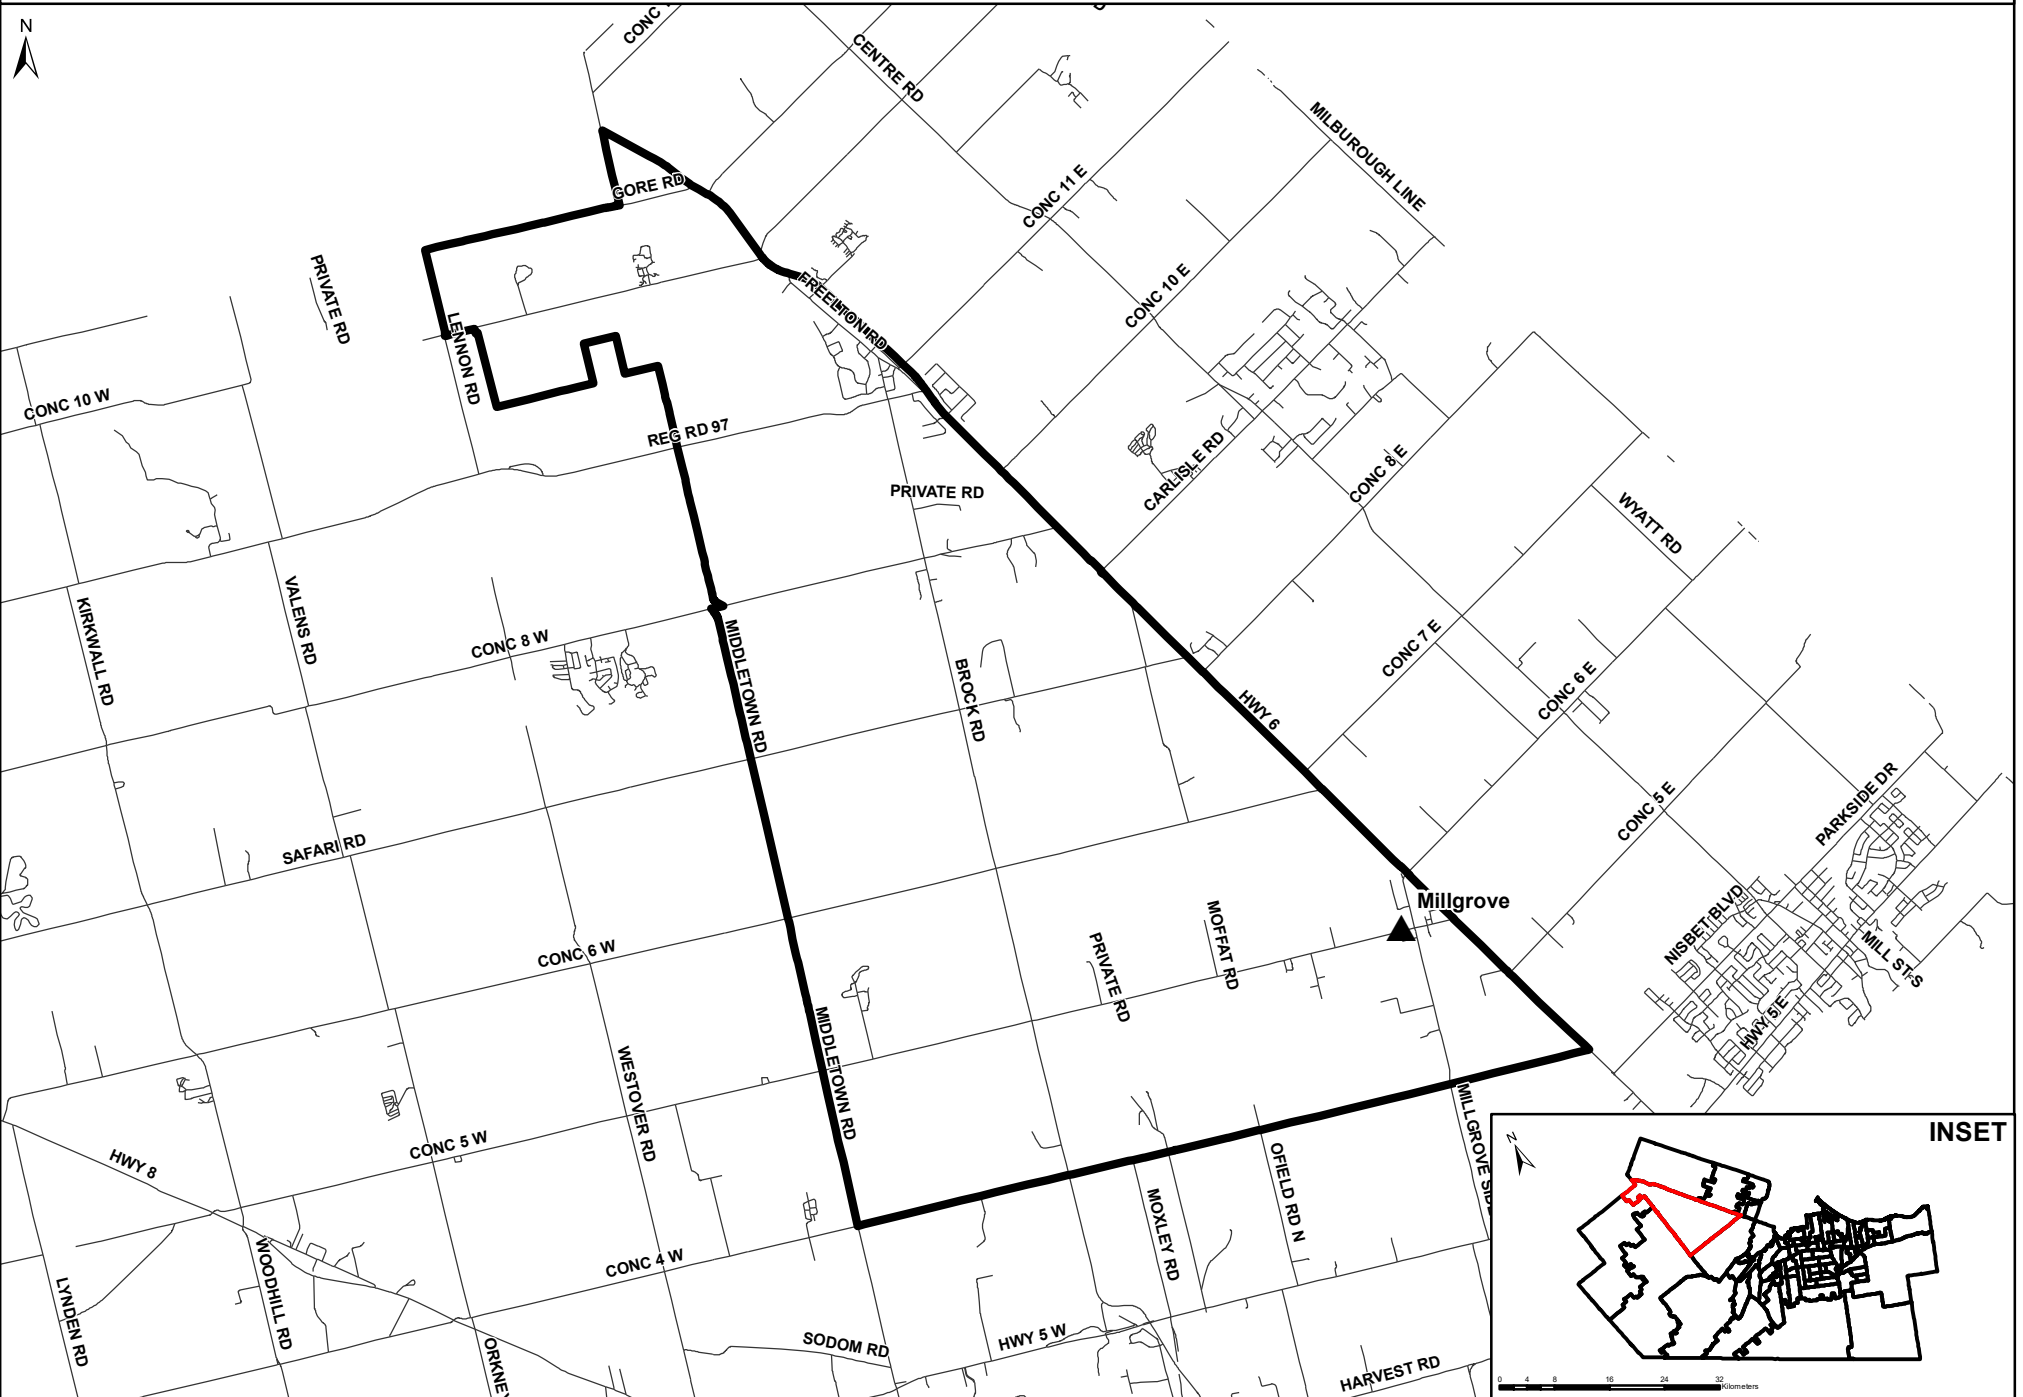 N
CONC
CENTRE RD
MILBUROUGH LINE
GORE RD
CONC 11 E
PRIVATE RD
LENNON RD
FREELTON RD
CONC 10 E
CONC 10 W
REG RD 97
CARLISLE RD
CONC 8 E
PRIVATE RD
WYATT RD
KIRKWALL RD
VALENS RD
CONC 8 W
MIDDLETOWN RD
BROCK RD
HWY 6
CONC 7 E
CONC 6 E
SAFARI RD
CONC 5 E
PARKSIDE DR
Millgrove
NISBET BLVD
MILL ST S
HWY 5 E
CONC 6 W
PRIVATE RD
MOFFAT RD
MIDDLETOWN RD
WESTOVER RD
CONC 5 W
HWY 8
MILLGROVE SIDE
OFIELD RD N
MOXLEY RD
CONC 4 W
WOODHILL RD
LYNDEN RD
ORKNEY
SODOM RD
HWY 5 W
HARVEST RD
INSET
N
0 4 8 16 24 32
Kilometers